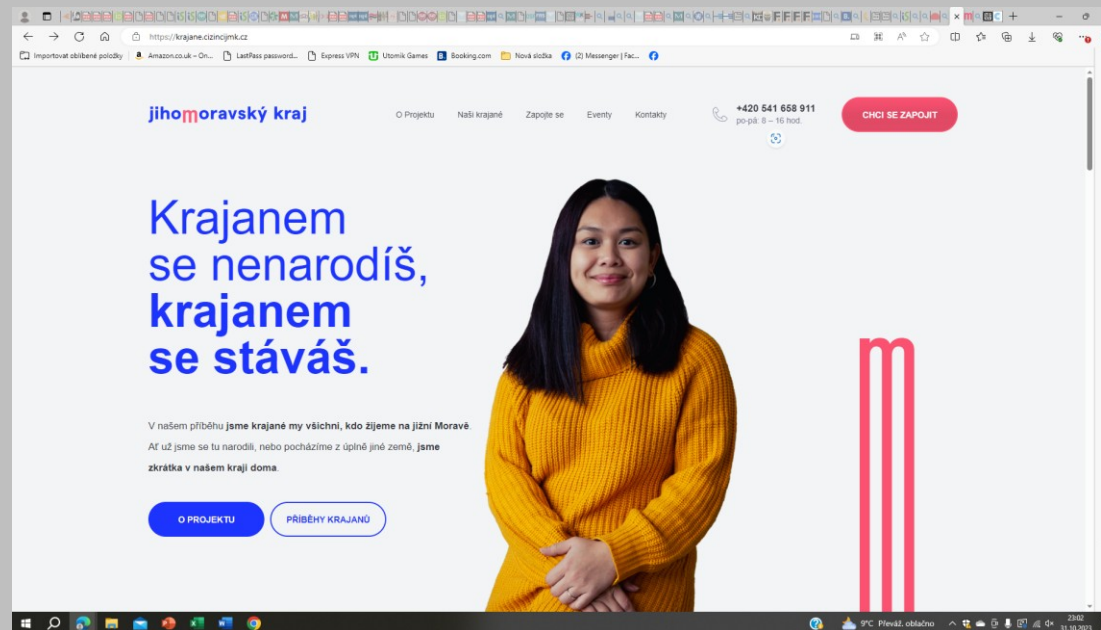 https://krajane.cizincijmk.cz
Importovat oblíbené položky
Amazon.co.uk – On...
LastPass password...
Express VPN
Utomik Games
Booking.com
Nová složka
(2) Messenger | Fac...
jihomoravský kraj
O Projektu
Naši krajané
Zapojte se
Eventy
Kontakty
+420 541 658 911
po-pá: 8 – 16 hod.
CHCI SE ZAPOJIT
Krajanem
se nenarodíš,
krajanem
se stáváš.
m
V našem příběhu jsme krajané my všichni, kdo žijeme na jižní Moravě.
Ať už jsme se tu narodili, nebo pocházíme z úplně jiné země, jsme
zkrátka v našem kraji doma.
O PROJEKTU
PŘÍBĚHY KRAJANŮ
9°C Převáž. oblačno
23:02
31.10.2023